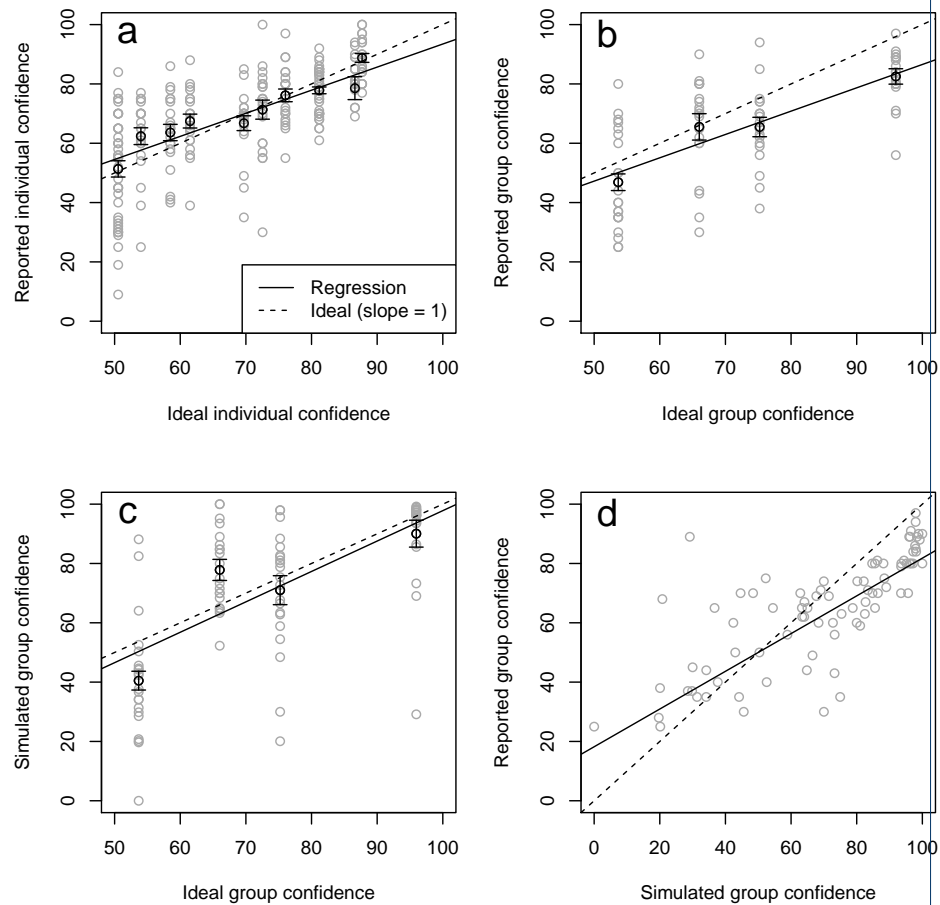 a
Reported individual confidence
0 20 40 60 80 100
50 60 70 80 90 100
Ideal individual confidence
Regression
Ideal (slope = 1)
b
Reported group confidence
0 20 40 60 80 100
50 60 70 80 90 100
Ideal group confidence
c
Simulated group confidence
0 20 40 60 80 100
50 60 70 80 90 100
Ideal group confidence
d
Reported group confidence
0 20 40 60 80 100
0 20 40 60 80 100
Simulated group confidence